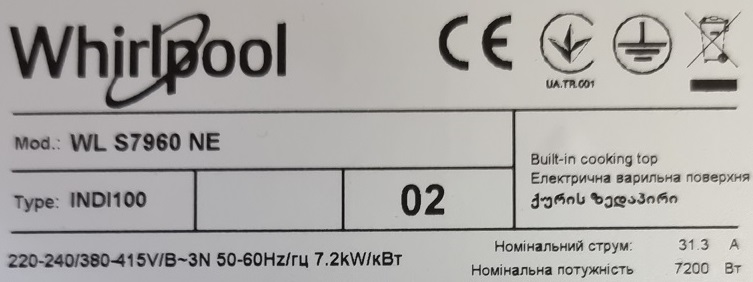 Whirlpool
CE
UA.TR.001
Mod.: WL S7960 NE
Type: INDI100
02
Built-in cooking top
Електрична варильна поверхня
ქურის ზედაპირი
220-240/380-415V/B~3N 50-60Hz/гц 7.2kW/кВт
Номінальний струм: 31.3 А
Номінальна потужність 7200 Вт